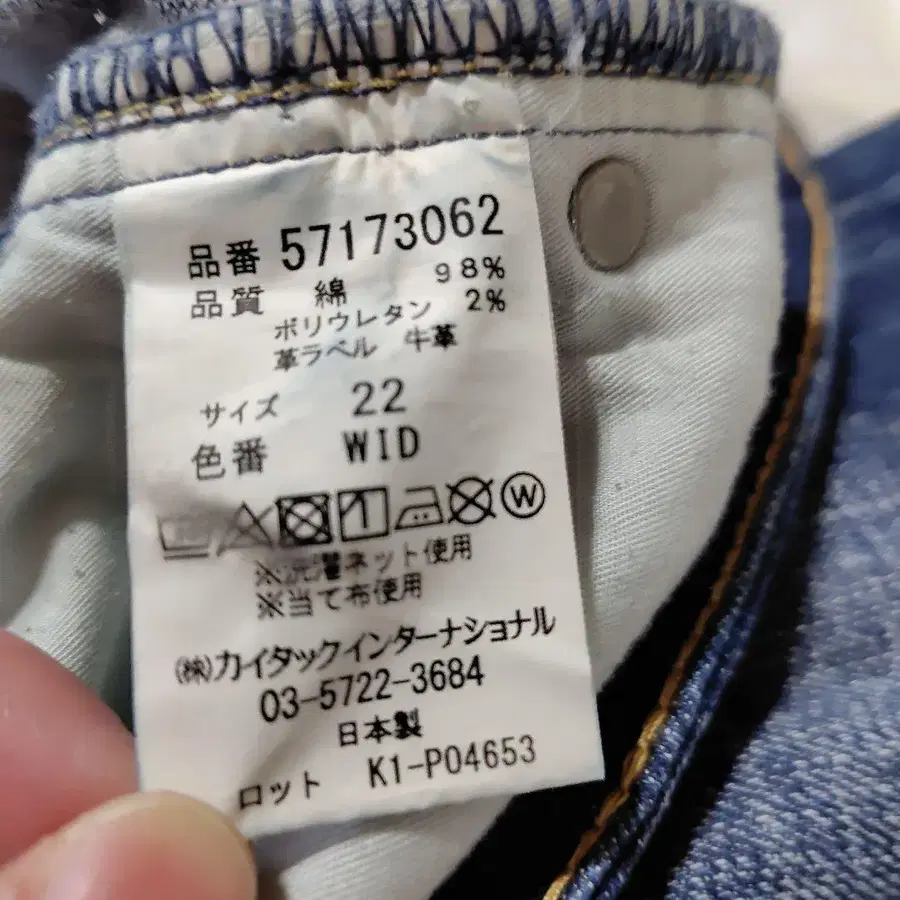 品番 57173062
品質 綿 98%
ポリウレタン 2%
革ラベル 牛革
サイズ 22
色番 WID
W
※洗濯ネット使用
※当て布使用
(株)カイタックインターナショナル
03-5722-3684
日本製
ロット K1-P04653